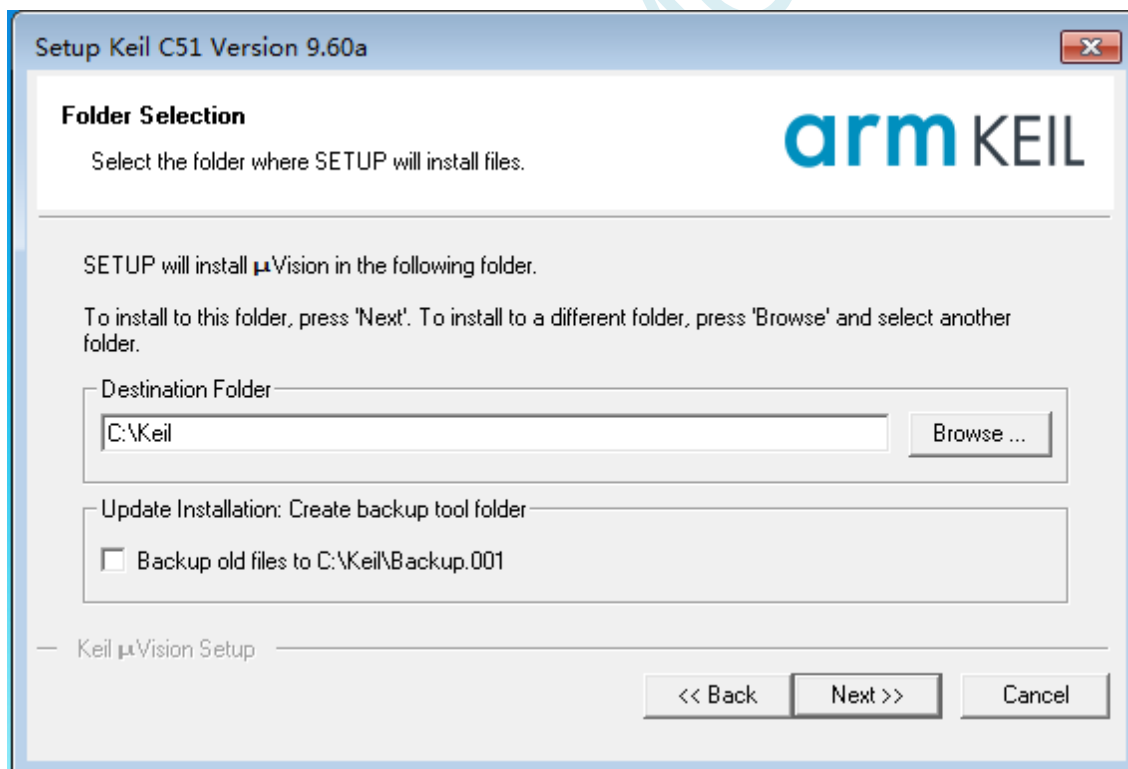 Setup Keil C51 Version 9.60a
Folder Selection
Select the folder where SETUP will install files.
arm KEIL
SETUP will install µVision in the following folder.
To install to this folder, press 'Next'. To install to a different folder, press 'Browse' and select another
folder.
Destination Folder
C:\Keil
Browse ...
Update Installation: Create backup tool folder
Backup old files to C:\Keil\Backup.001
Keil µVision Setup
<< Back
Next >>
Cancel